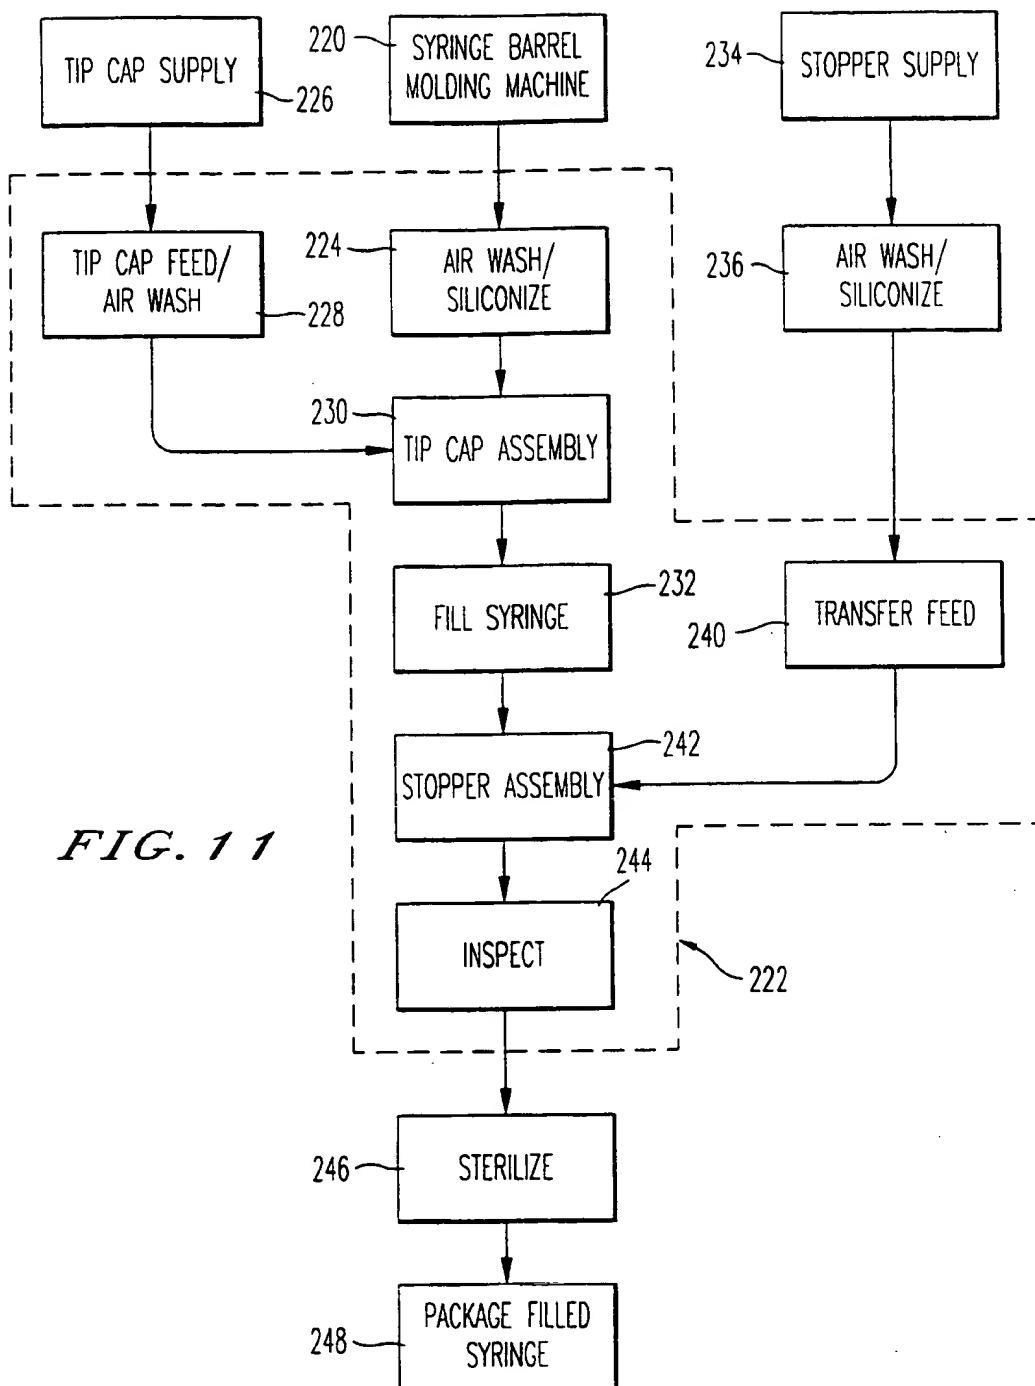 TIP CAP SUPPLY
226
220
SYRINGE BARREL
MOLDING MACHINE
234
STOPPER SUPPLY
TIP CAP FEED/
AIR WASH
228
224
AIR WASH/
SILICONIZE
236
AIR WASH/
SILICONIZE
230
TIP CAP ASSEMBLY
232
FILL SYRINGE
240
TRANSFER FEED
242
STOPPER ASSEMBLY
FIG. 11
244
INSPECT
222
246
STERILIZE
248
PACKAGE FILLED
SYRINGE